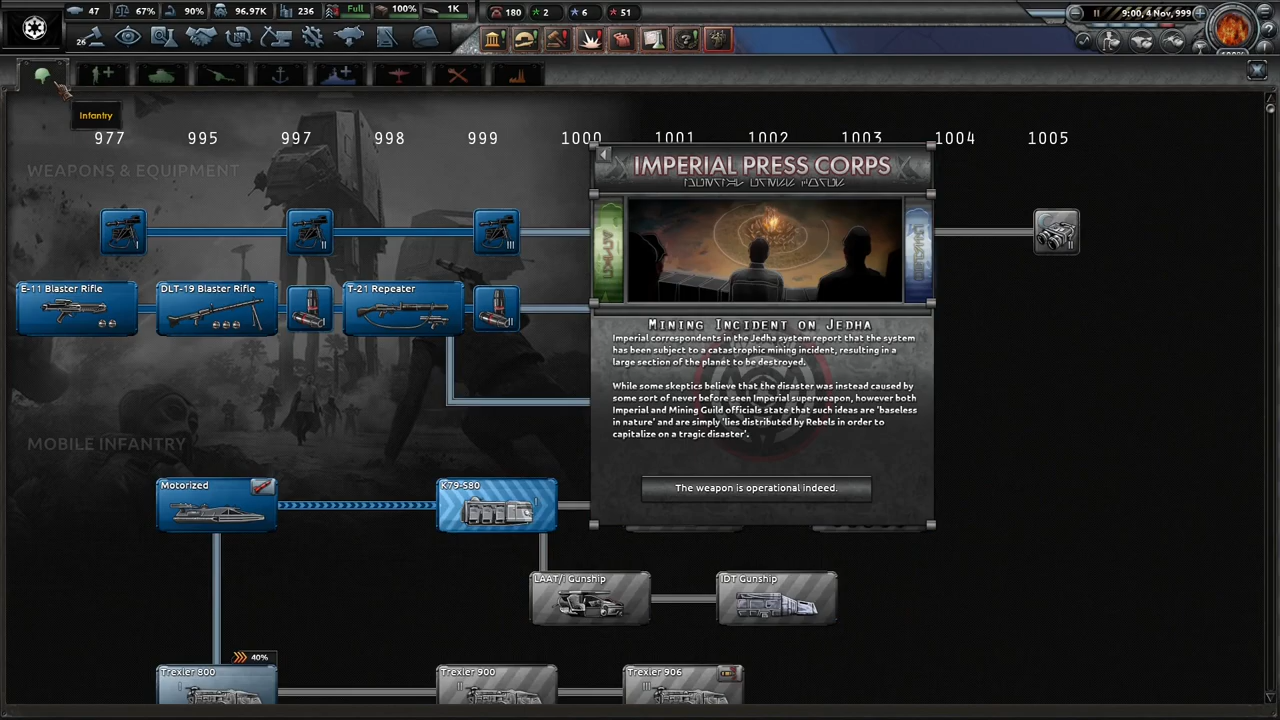 47 67% 90% 96.97K 236 Full 100% 1K 180 2 6 51 9:00, 4 Nov, 999
26
Infantry
977 995 997 998 999 1000 1001 1002 1003 1004 1005
WEAPONS & EQUIPMENT
IMPERIAL PRESS CORPS
I II III II
E-11 Blaster Rifle DLT-19 Blaster Rifle I T-21 Repeater II
MINING INCIDENT ON JEDHA
Imperial correspondents in the Jedha system report that the system
has been subject to a catastrophic mining incident, resulting in a
large section of the planet to be destroyed.
While some skeptics believe that the disaster was instead caused by
some sort of never before seen Imperial superweapon, however both
Imperial and Mining Guild officials state that such ideas are 'baseless
in nature' and are simply 'lies distributed by Rebels in order to
capitalize on a tragic disaster'.
MOBILE INFANTRY
Motorized K79-S80 I
The weapon is operational indeed.
LAAT/i Gunship IDT Gunship
40%
Trexler 800 Trexler 900 Trexler 906
I II III